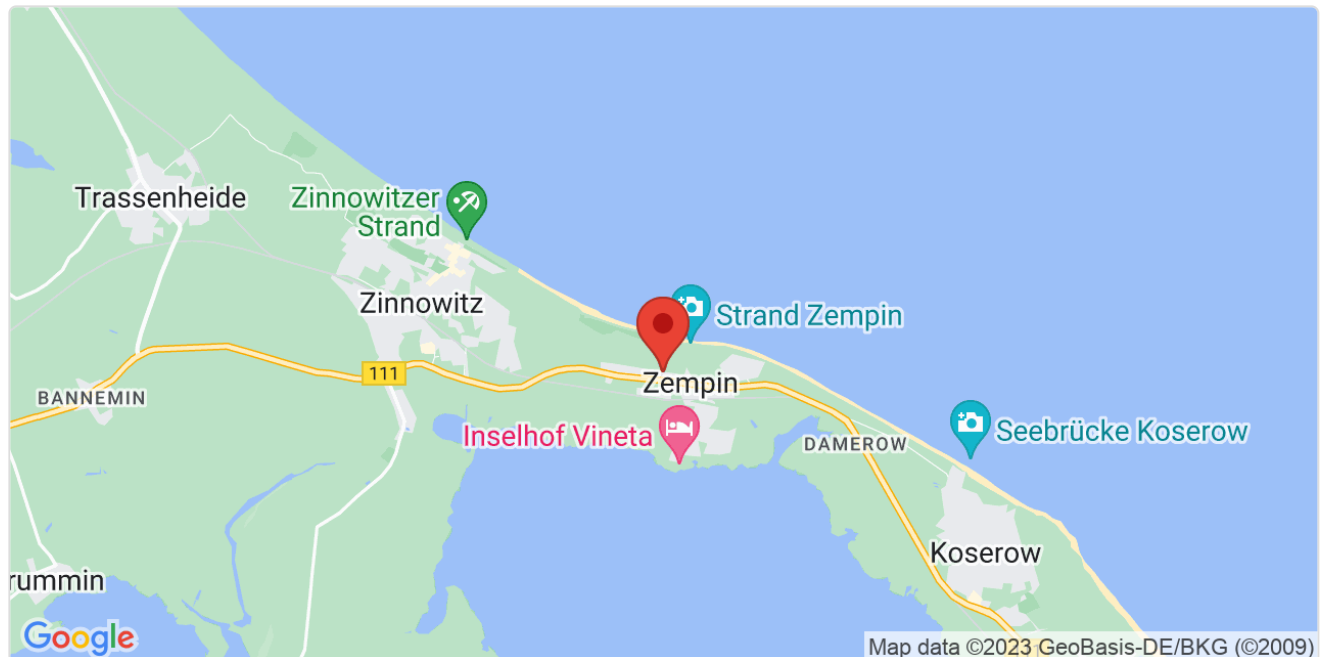 Trassenheide
Zinnowitzer
Strand
Zinnowitz
Strand Zempin
111
Zempin
BANNEMIN
Inselhof Vineta
DAMEROW
Seebrücke Koserow
Koserow
rummin
Google
Map data ©2023 GeoBasis-DE/BKG (©2009)